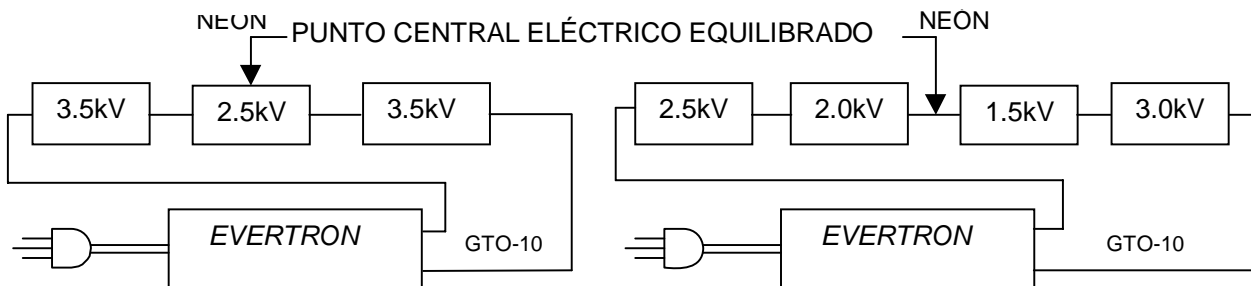 NEON PUNTO CENTRAL ELÉCTRICO EQUILIBRADO NEÓN
3.5kV 2.5kV 3.5kV 2.5kV 2.0kV 1.5kV 3.0kV
EVERTRON GTO-10 EVERTRON GTO-10